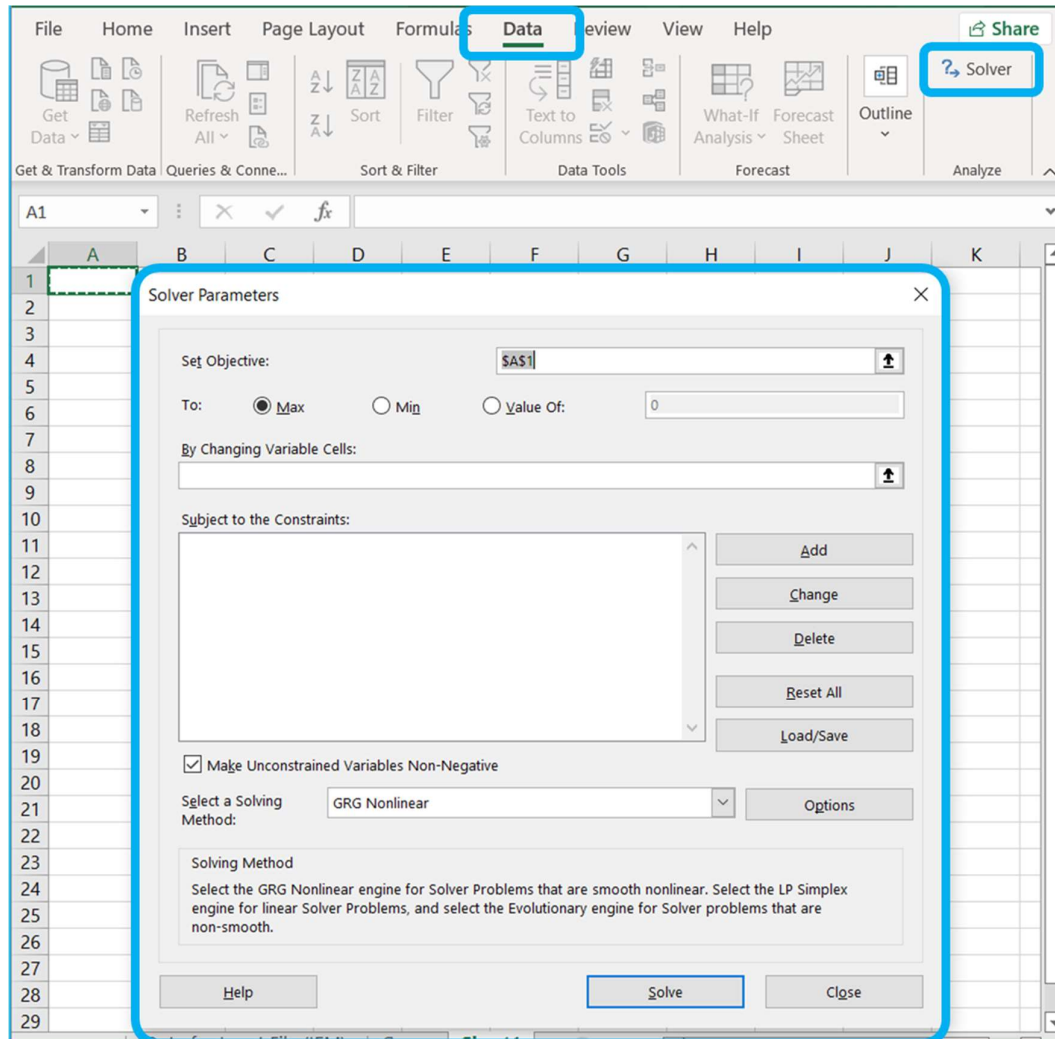 File Home Insert Page Layout Formulas Data Review View Help Share
Get Data
Refresh All
Sort
Filter
Text to Columns
What-If Analysis
Forecast Sheet
Outline
Solver
Get & Transform Data Queries & Conne... Sort & Filter Data Tools Forecast Analyze
A1 fx
A B C D E F G H I J K
1
2
3
4
5
6
7
8
9
10
11
12
13
14
15
16
17
18
19
20
21
22
23
24
25
26
27
28
29
Solver Parameters
Set Objective: $A$1
To: Max Min Value Of: 0
By Changing Variable Cells:
Subject to the Constraints:
Add
Change
Delete
Reset All
Load/Save
Make Unconstrained Variables Non-Negative
Select a Solving
Method:
GRG Nonlinear
Options
Solving Method
Select the GRG Nonlinear engine for Solver Problems that are smooth nonlinear. Select the LP Simplex
engine for linear Solver Problems, and select the Evolutionary engine for Solver problems that are
non-smooth.
Help Solve Close